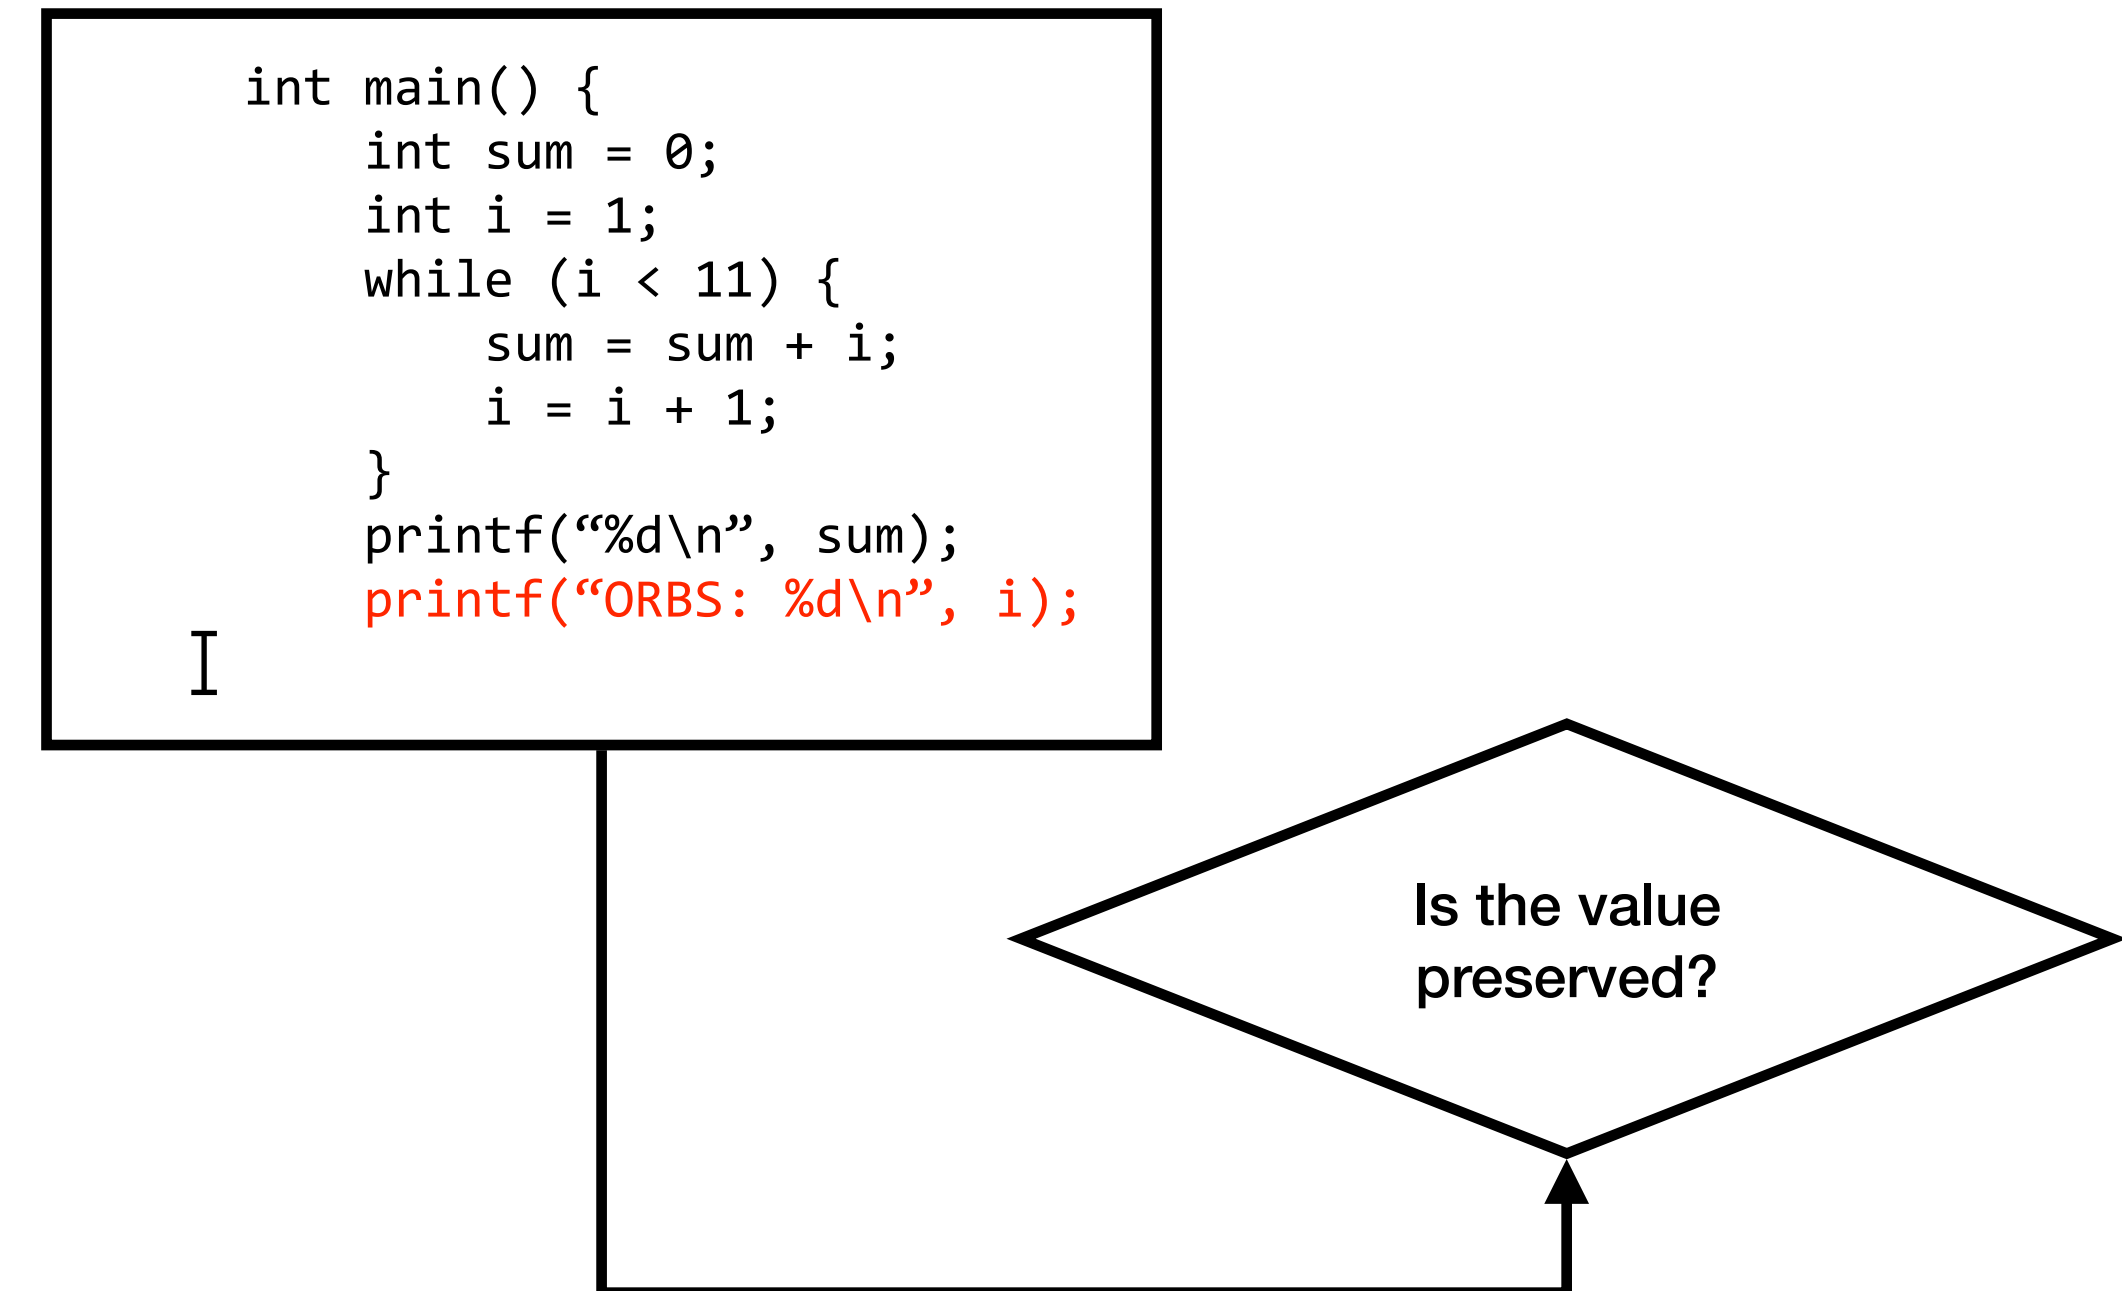 int main() {
int sum = 0;
int i = 1;
while (i < 11) {
sum = sum + i;
i = i + 1;
}
printf(“%d\n”, sum);
printf(“ORBS: %d\n”, i);
Is the value
preserved?